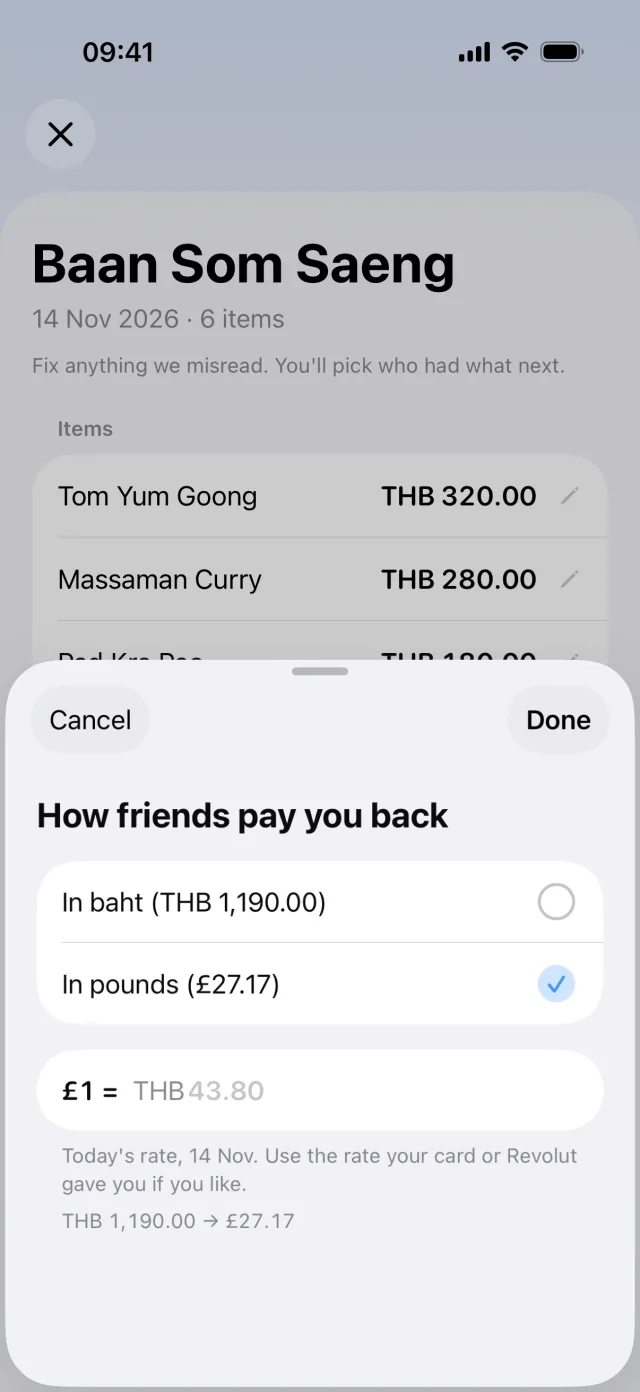 09:41
Baan Som Saeng
14 Nov 2026 · 6 items
Fix anything we misread. You'll pick who had what next.
Items
Tom Yum Goong THB 320.00
Massaman Curry THB 280.00
Cancel Done
How friends pay you back
In baht (THB 1,190.00)
In pounds (£27.17)
£1 = THB 43.80
Today's rate, 14 Nov. Use the rate your card or Revolut
gave you if you like.
THB 1,190.00 → £27.17